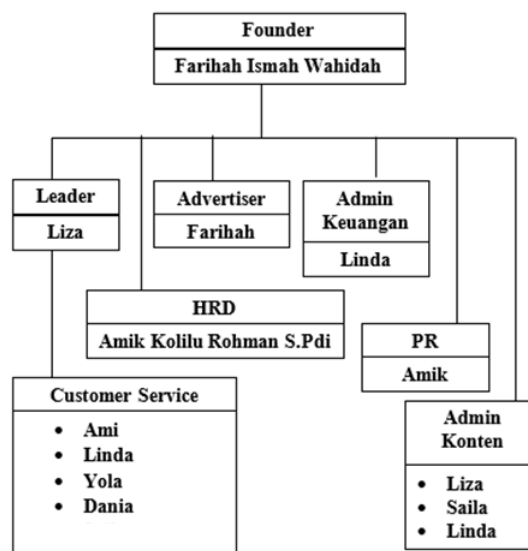 Founder
Farihah Ismah Wahidah
Leader
Liza
Advertiser
Farihah
Admin
Keuangan
Linda
HRD
Amik Kolilu Rohman S.Pdi
PR
Amik
Customer Service
• Ami
• Linda
• Yola
• Dania
Admin
Konten
• Liza
• Saila
• Linda